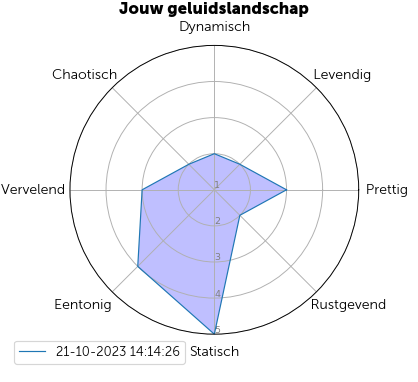 Jouw geluidslandschap
Dynamisch
Chaotisch
Levendig
Vervelend
1
Prettig
2
3
4
5
Eentonig
Rustgevend
Statisch
21-10-2023 14:14:26